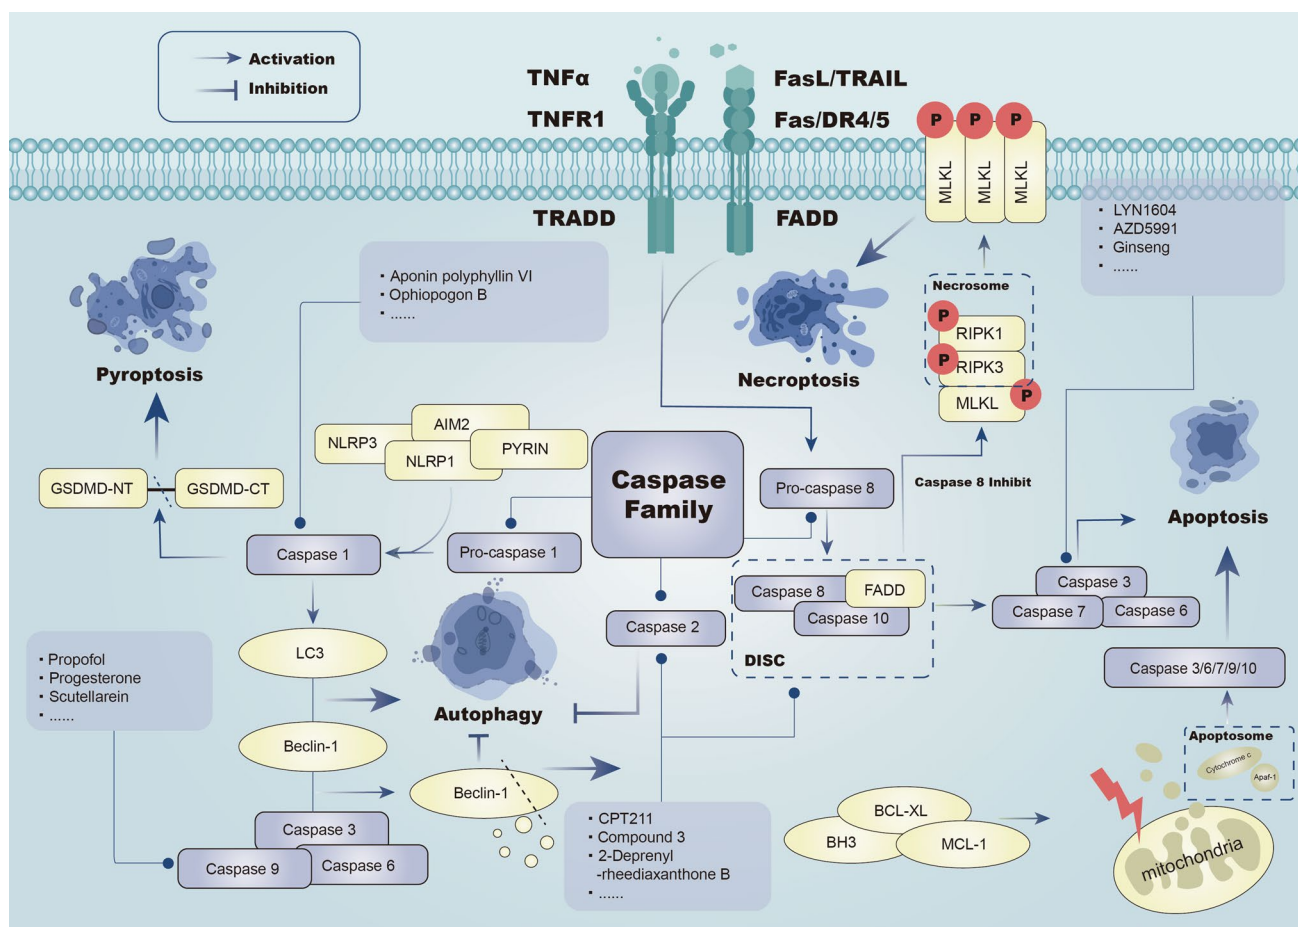 Activation
Inhibition
TNFα
FasL/TRAIL
TNFR1
Fas/DR4/5
P
P
P
MLKL
MLKL
MLKL
TRADD
FADD
▪ LYN1604
▪ AZD5991
▪ Ginseng
▪ ......
▪ Aponin polyphyllin VI
▪ Ophiopogon B
▪ ......
Necrosome
P
RIPK1
P
RIPK3
P
MLKL
Pyroptosis
Necroptosis
NLRP3
AIM2
NLRP1
PYRIN
GSDMD-NT
GSDMD-CT
Caspase
Family
Pro-caspase 8
Caspase 8 Inhibit
Apoptosis
Caspase 1
Pro-caspase 1
Caspase 8
FADD
Caspase 10
DISC
Caspase 3
Caspase 7
Caspase 6
Caspase 2
LC3
▪ Propofol
▪ Progesterone
▪ Scutellarein
▪ ......
Caspase 3/6/7/9/10
Autophagy
Beclin-1
Apoptosome
Cytochrome c
Apaf-1
Beclin-1
Caspase 3
Caspase 9
Caspase 6
▪ CPT211
▪ Compound 3
▪ 2-Deprenyl
-rheediaxanthone B
▪ ......
BCL-XL
BH3
MCL-1
mitochondria